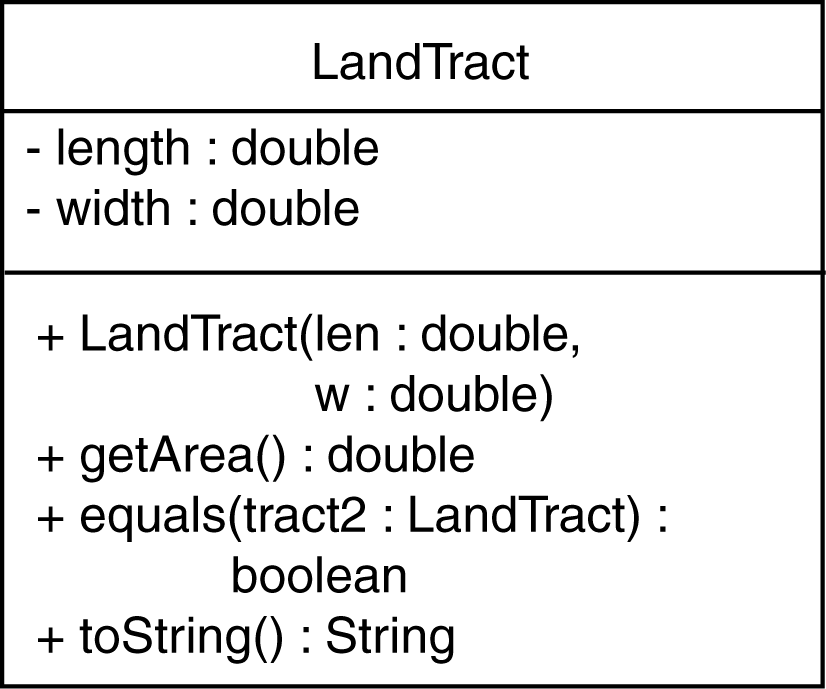 LandTract
- length : double
- width : double
+ LandTract(len : double,
w : double)
+ getArea() : double
+ equals(tract2 : LandTract) :
boolean
+ toString() : String